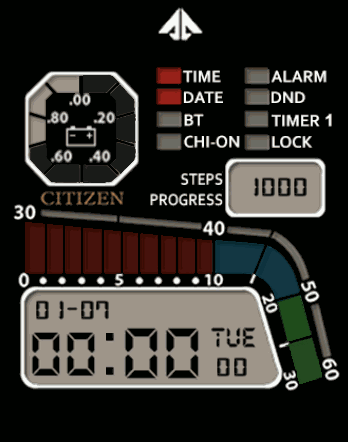 .00
.80 .20
.60 .40
TIME ALARM
DATE DND
BT TIMER 1
CHI-ON LOCK
CITIZEN
STEPS
PROGRESS
1000
30 40 50 60
0 5 10 20 30
01-07
00:00 TUE
00